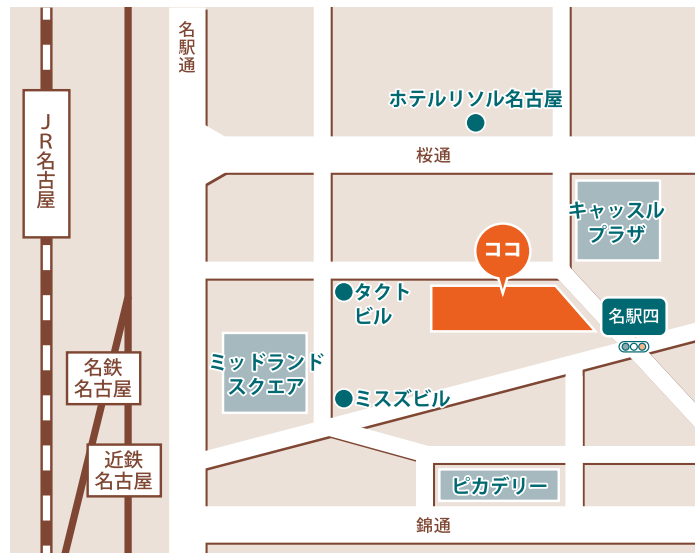 名駅通
ホテルリソル名古屋
JR名古屋
桜通
キャッスル
プラザ
ココ
タクト
ビル
名駅四
ミッドランド
スクエア
名鉄
名古屋
ミスズビル
近鉄
名古屋
ピカデリー
錦通